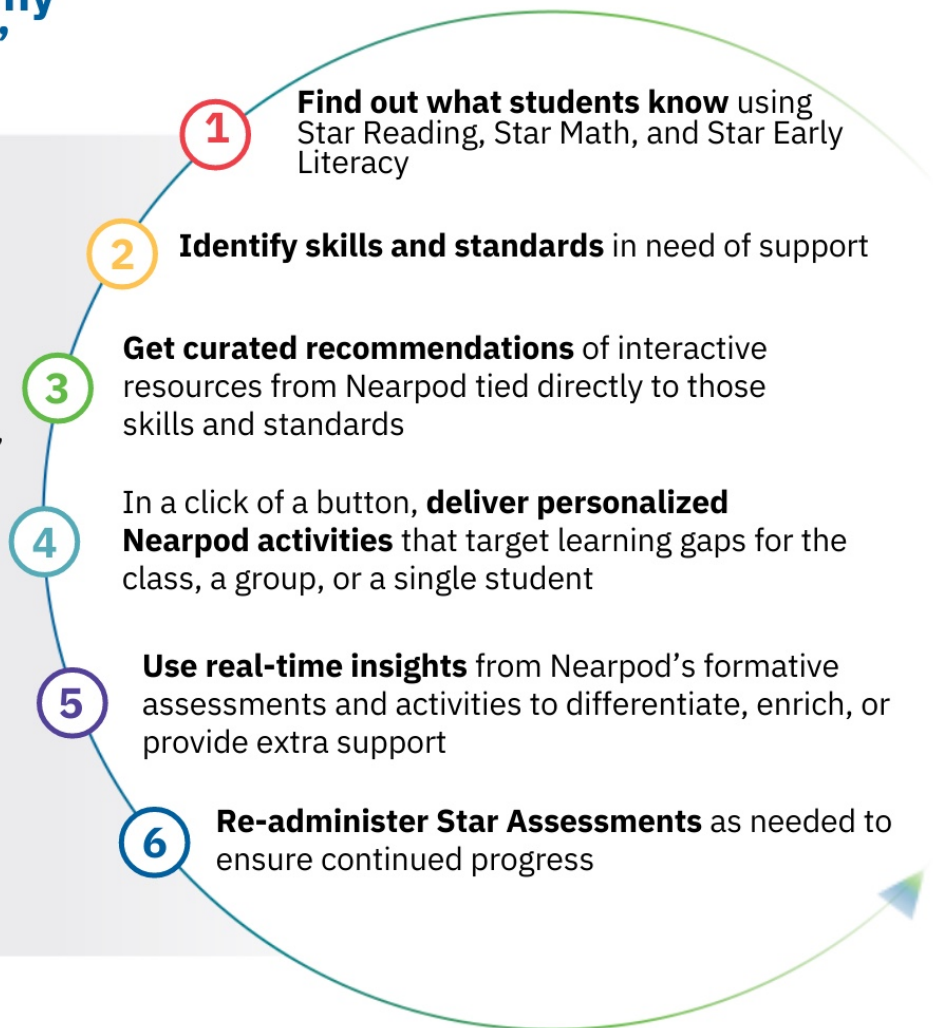 1
Find out what students know using
Star Reading, Star Math, and Star Early
Literacy
2
Identify skills and standards in need of support
3
Get curated recommendations of interactive
resources from Nearpod tied directly to those
skills and standards
4
In a click of a button, deliver personalized
Nearpod activities that target learning gaps for the
class, a group, or a single student
5
Use real-time insights from Nearpod’s formative
assessments and activities to differentiate, enrich, or
provide extra support
6
Re-administer Star Assessments as needed to
ensure continued progress